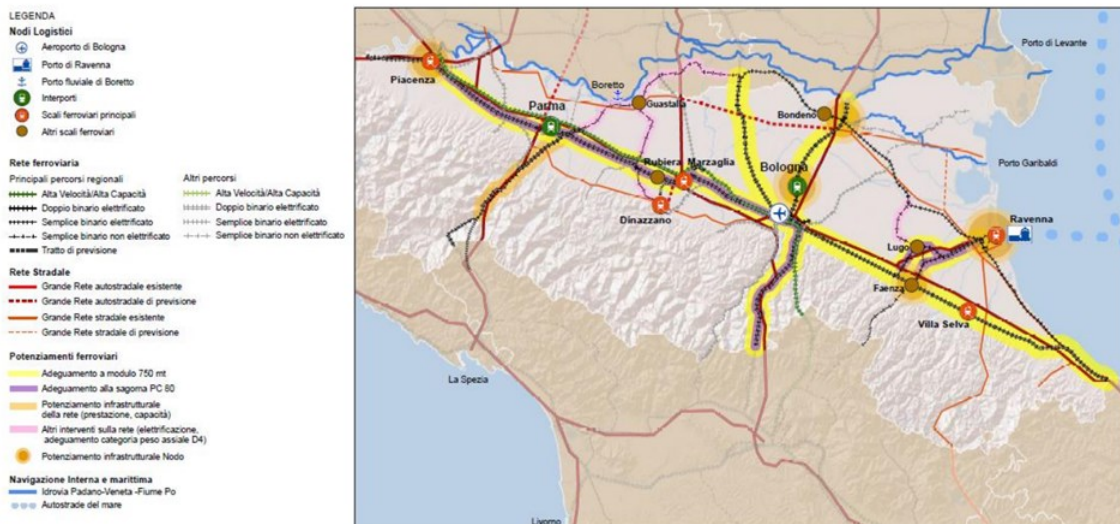 LEGENDA
Nodi Logistici
Aeroporto di Bologna
Porto di Ravenna
Porto fluviale di Boretto
Interporti
Scali ferroviari principali
Altri scali ferroviari
Rete ferroviaria
Principali percorsi regionali
Alta Velocità/Alta Capacità
Doppio binario elettrificato
Semplice binario elettrificato
Semplice binario non elettrificato
Tratto di previsione
Altri percorsi
Alta Velocità/Alta Capacità
Doppio binario elettrificato
Semplice binario elettrificato
Semplice binario non elettrificato
Rete Stradale
Grande Rete autostradale esistente
Grande Rete autostradale di previsione
Grande Rete stradale esistente
Grande Rete stradale di previsione
Potenziamenti ferroviari
Adeguamento a modulo 750 mt
Adeguamento alla sagoma PC 80
Potenziamento infrastrutturale
della rete (prestazione, capacità)
Altri interventi sulla rete (elettrificazione,
adeguamento categoria peso assiale D4)
Potenziamento infrastrutturale Nodo
Navigazione Interna e marittima
Idrovia Padano-Veneta -Fiume Po
Autostrade del mare
Porto di Levante
Piacenza
Boretto
Guastalla
Parma
Bondeno
Porto Garibaldi
Rubiera
Marzaglia
Bologna
Dinazzano
Ravenna
Lugo
Faenza
Villa Selva
La Spezia
Livorno